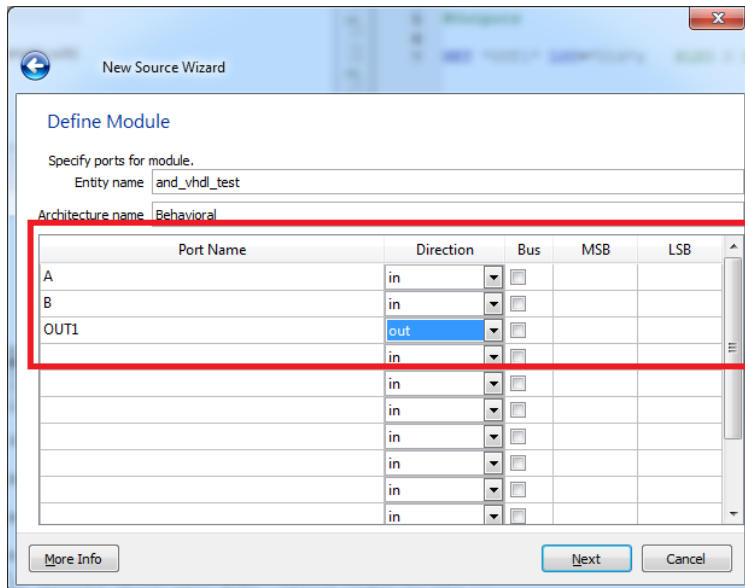 New Source Wizard
Define Module
Specify ports for module.
Entity name and_vhdl_test
Architecture name Behavioral
Port Name Direction Bus MSB LSB
A in
B in
OUT1 out
in
in
in
in
in
in
in
More Info Next Cancel